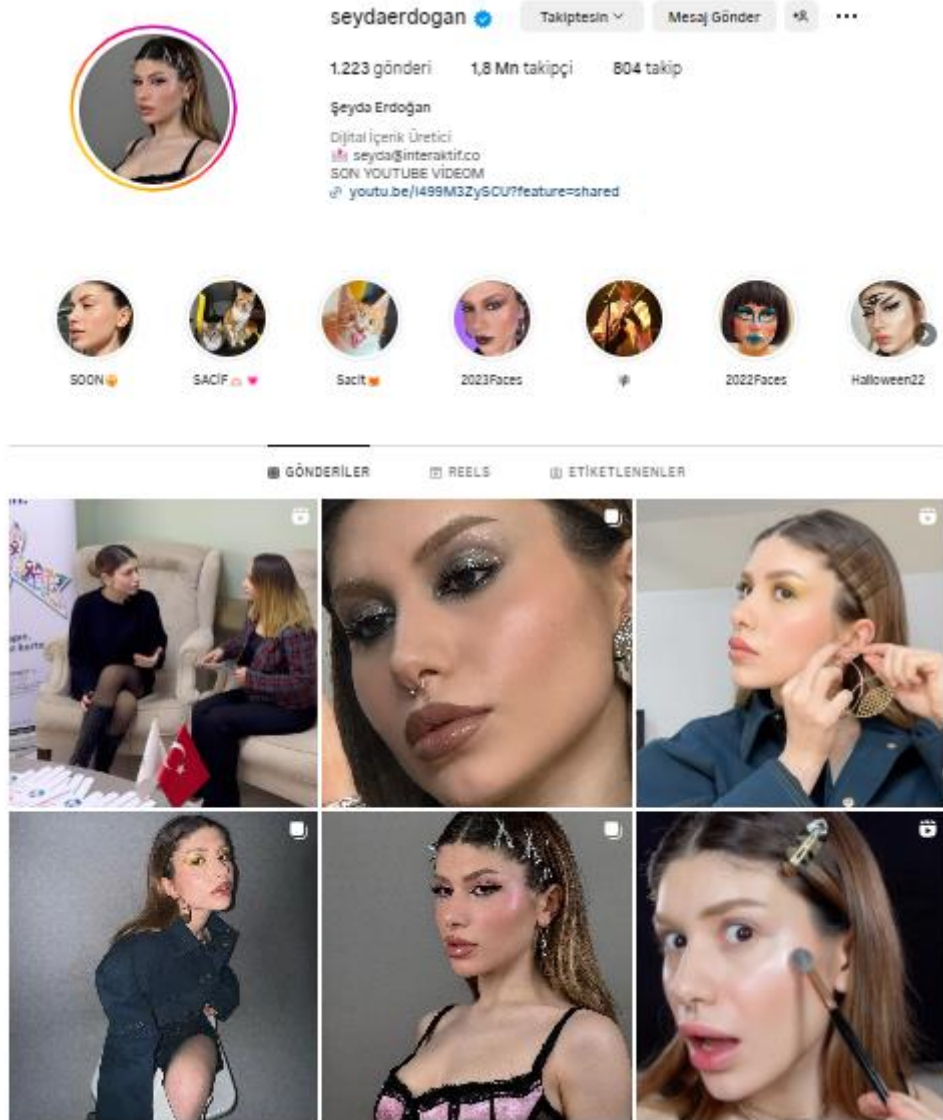 seydaerdogan
Takiptesin
Mesaj Gönder
1.223 gönderi
1,8 Mn takipçi
804 takip
Şeyda Erdoğan
Dijital İçerik Üretici
seyda@interaktif.co
SON YOUTUBE VİDEOM
youtu.be/I499M3ZySCU?feature=shared
SOON
SACİF
Sacit
2023Faces
2022Faces
Halloween22
GÖNDERİLER
REELS
ETİKETLENENLER